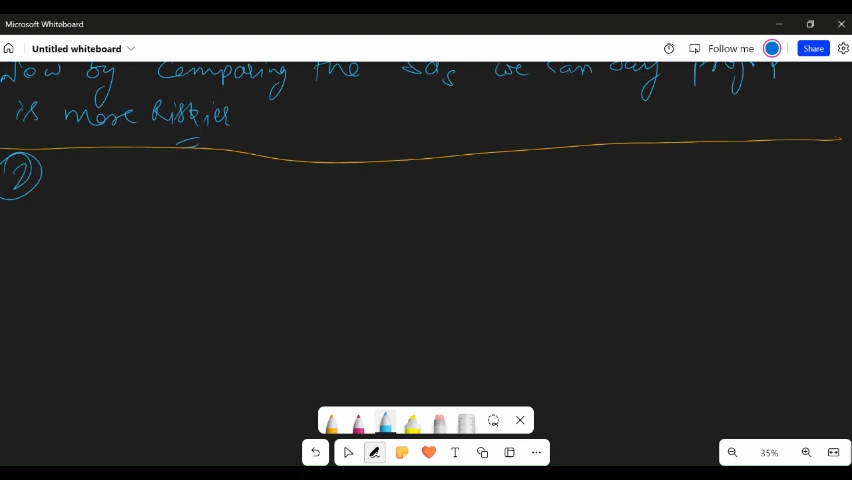 Microsoft Whiteboard
Untitled whiteboard
Follow me
Share
Now by Comparing the Sds we Can Say
is more Riskier
2
T
35%